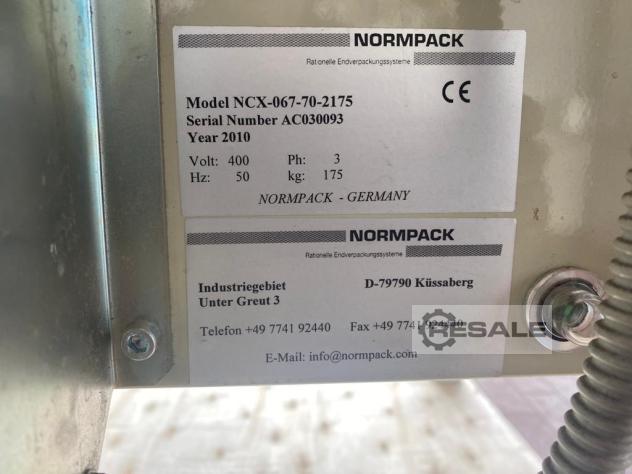 NORMPACK
Rationelle Endverpackungssysteme
Model NCX-067-70-2175
CE
Serial Number AC030093
Year 2010
Volt: 400 Ph: 3
Hz: 50 kg: 175
NORMPACK - GERMANY
NORMPACK
Rationelle Endverpackungssysteme
Industriegebiet D-79790 Küssaberg
Unter Greut 3
Telefon +49 7741 92440 Fax +49 7741 924440
E-Mail: info@normpack.com
RESALE